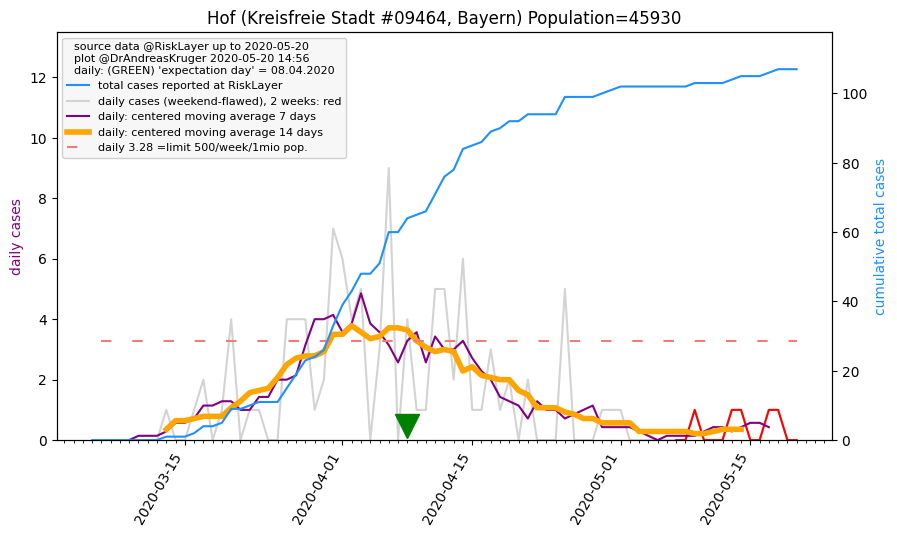 Hof (Kreisfreie Stadt #09464, Bayern) Population=45930
source data @RiskLayer up to 2020-05-20
plot @DrAndreasKruger 2020-05-20 14:56
daily: (GREEN) 'expectation day' = 08.04.2020
total cases reported at RiskLayer
daily cases (weekend-flawed), 2 weeks: red
daily: centered moving average 7 days
daily: centered moving average 14 days
daily 3.28 =limit 500/week/1mio pop.
daily cases
12
10
8
6
4
2
0
cumulative total cases
100
80
60
40
20
0
2020-03-15
2020-04-01
2020-04-15
2020-05-01
2020-05-15